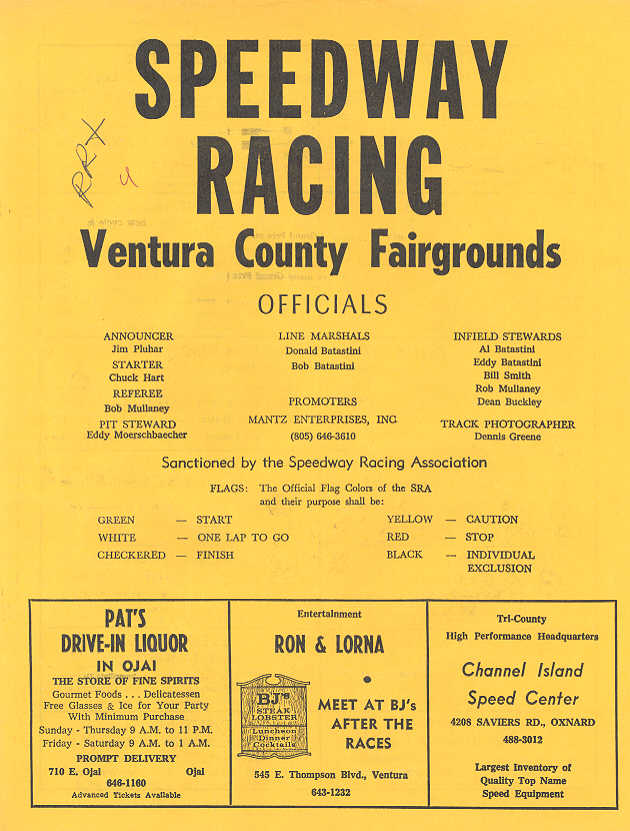 SPEEDWAY
RACING
RRX
Ventura County Fairgrounds
OFFICIALS
ANNOUNCER
Jim Pluhar
STARTER
Chuck Hart
REFEREE
Bob Mullaney
PIT STEWARD
Eddy Moerschbaecher
LINE MARSHALS
Donald Batastini
Bob Batastini
PROMOTERS
MANTZ ENTERPRISES, INC
(805) 646-3610
INFIELD STEWARDS
Al Batastini
Eddy Batastini
Bill Smith
Rob Mullaney
Dean Buckley
TRACK PHOTOGRAPHER
Dennis Greene
Sanctioned by the Speedway Racing Association
FLAGS: The Official Flag Colors of the SRA
and their purpose shall be:
GREEN — START
WHITE — ONE LAP TO GO
CHECKERED — FINISH
YELLOW — CAUTION
RED — STOP
BLACK — INDIVIDUAL
EXCLUSION
PAT'S
DRIVE-IN LIQUOR
IN OJAI
THE STORE OF FINE SPIRITS
Gourmet Foods . . . Delicatessen
Free Glasses & Ice for Your Party
With Minimum Purchase
Sunday - Thursday 9 A.M. to 11 P.M.
Friday - Saturday 9 A.M. to 1 A.M.
PROMPT DELIVERY
710 E. Ojai Ojai
646-1160
Advanced Tickets Available
Entertainment
RON & LORNA
BJ's
STEAK
LOBSTER
Luncheon
Dinner
Cocktails
MEET AT BJ's
AFTER THE
RACES
545 E. Thompson Blvd., Ventura
643-1232
Tri-County
High Performance Headquarters
Channel Island
Speed Center
4208 SAVIERS RD., OXNARD
488-3012
Largest Inventory of
Quality Top Name
Speed Equipment